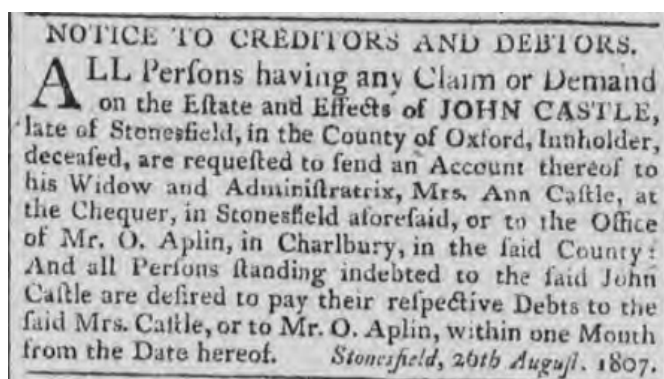 NOTICE TO CREDITORS AND DEBTORS.
ALL Perſons having any Claim or Demand
on the Eſtate and Effects of JOHN CASTLE,
late of Stonesfield, in the County of Oxford, Innholder,
deceaſed, are requeſted to ſend an Account thereof to
his Widow and Adminiſtratrix, Mrs. Ann Caſtle, at
the Chequer, in Stonesfield aforeſaid, or to the Office
of Mr. O. Aplin, in Charlbury, in the ſaid County:
And all Perſons ſtanding indebted to the ſaid John
Caſtle are deſired to pay their reſpective Debts to the
ſaid Mrs. Caſtle, or to Mr. O. Aplin, within one Month
from the Date hereof. Stonesfield, 26th Auguſt. 1807.